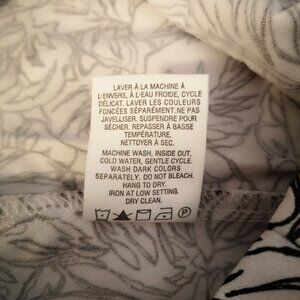 LAVER À LA MACHINE À
L'ENVERS, À L'EAU FROIDE, CYCLE
DÉLICAT. LAVER LES COULEURS
FONCÉES SÉPARÉMENT.NE PAS
JAVELLISER. SUSPENDRE POUR
SÉCHER. REPASSER À BASSE
TEMPÉRATURE.
NETTOYER À SEC.
MACHINE WASH, INSIDE OUT,
COLD WATER, GENTLE CYCLE.
WASH DARK COLORS
SEPARATELY. DO NOT BLEACH.
HANG TO DRY.
IRON AT LOW SETTING.
DRY CLEAN.
P